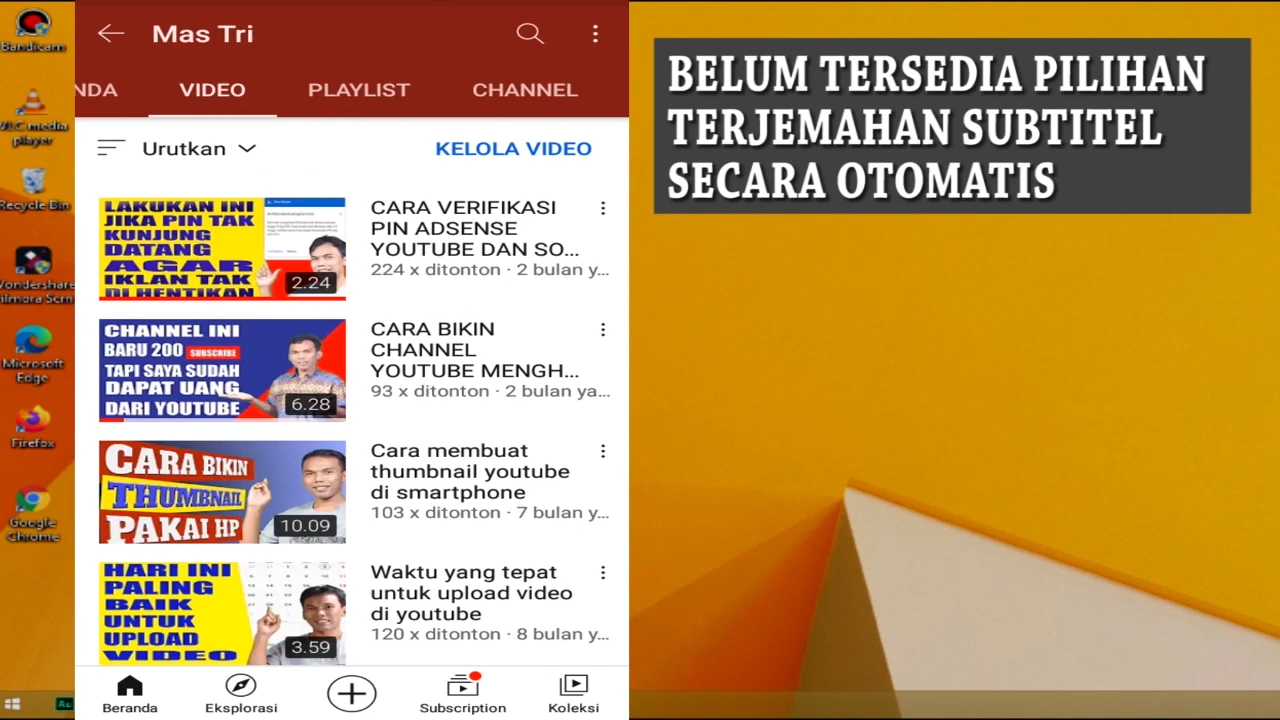 Bandicam
VLC media
player
Recycle Bin
Wondershare
Filmora Scrn
Microsoft
Edge
Firefox
Google
Chrome
Mas Tri
NDA
VIDEO
PLAYLIST
CHANNEL
Urutkan
KELOLA VIDEO
LAKUKAN INI
JIKA PIN TAK
KUNJUNG
DATANG
AGAR
IKLAN TAK
DI HENTIKAN
2.24
CARA VERIFIKASI
PIN ADSENSE
YOUTUBE DAN SO...
224 x ditonton · 2 bulan y...
CHANNEL INI
BARU 200 SUBSCRIBE
TAPI SAYA SUDAH
DAPAT UANG
DARI YOUTUBE
6.28
CARA BIKIN
CHANNEL
YOUTUBE MENGH...
93 x ditonton · 2 bulan ya...
CARA BIKIN
THUMBNAIL
PAKAI HP
10.09
Cara membuat
thumbnail youtube
di smartphone
103 x ditonton · 7 bulan y...
HARI INI
PALING
BAIK
UNTUK
UPLOAD
VIDEO
3.59
Waktu yang tepat
untuk upload video
di youtube
120 x ditonton · 8 bulan y...
Beranda
Eksplorasi
Subscription
Koleksi
Au
BELUM TERSEDIA PILIHAN
TERJEMAHAN SUBTITEL
SECARA OTOMATIS